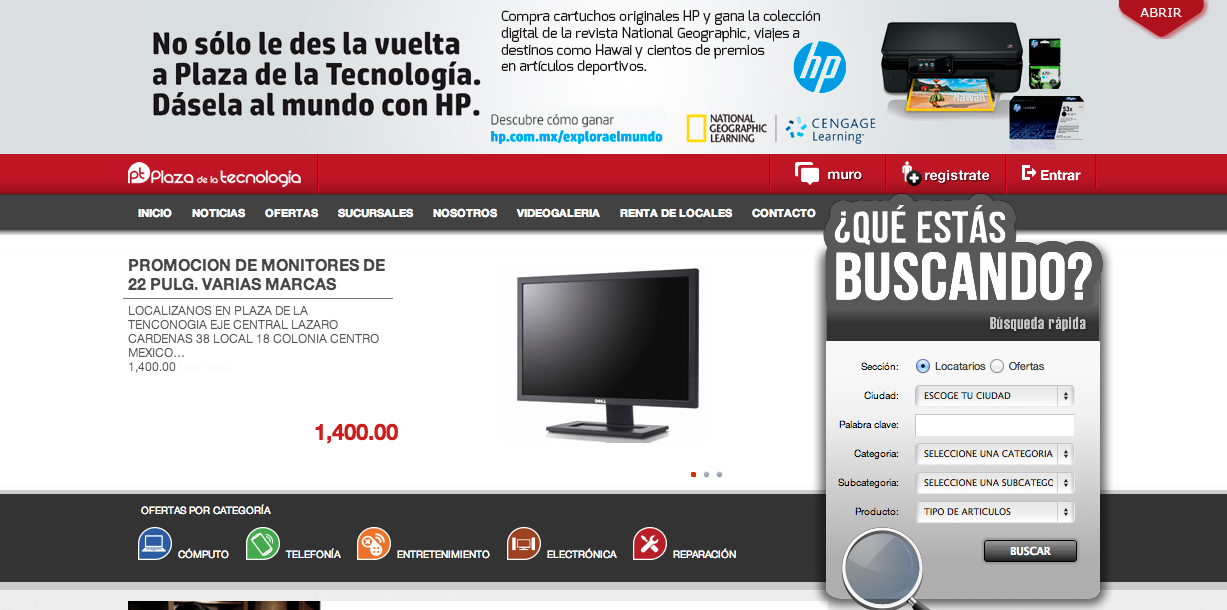 No sólo le des la vuelta
a Plaza de la Tecnología.
Dásela al mundo con HP.
Compra cartuchos originales HP y gana la colección
digital de la revista National Geographic, viajes a
destinos como Hawai y cientos de premios
en artículos deportivos.
Descubre cómo ganar
hp.com.mx/exploraelmundo
hp
NATIONAL
GEOGRAPHIC
LEARNING
CENGAGE
Learning
Hawaii
53x
ABRIR
pt Plaza de la tecnología
muro
registrate
Entrar
INICIO NOTICIAS OFERTAS SUCURSALES NOSOTROS VIDEOGALERIA RENTA DE LOCALES CONTACTO
PROMOCION DE MONITORES DE
22 PULG. VARIAS MARCAS
LOCALIZANOS EN PLAZA DE LA
TENCONOGIA EJE CENTRAL LAZARO
CARDENAS 38 LOCAL 18 COLONIA CENTRO
MEXICO...
1,400.00
1,400.00
DELL
¿QUÉ ESTÁS
BUSCANDO?
Búsqueda rápida
Sección: Locatarios Ofertas
Ciudad: ESCOGE TU CIUDAD
Palabra clave:
Categoria: SELECCIONE UNA CATEGORIA
Subcategoria: SELECCIONE UNA SUBCATEGC
Producto: TIPO DE ARTICULOS
BUSCAR
OFERTAS POR CATEGORÍA
CÓMPUTO TELEFONÍA ENTRETENIMIENTO ELECTRÓNICA REPARACIÓN